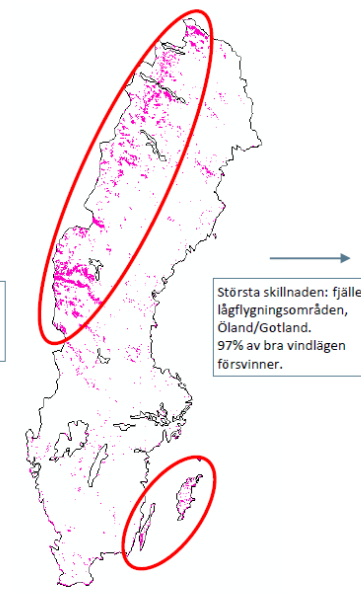 Största skillnaden: fjälle
lågflygningsområden,
Öland/Gotland.
97% av bra vindlägen
försvinner.